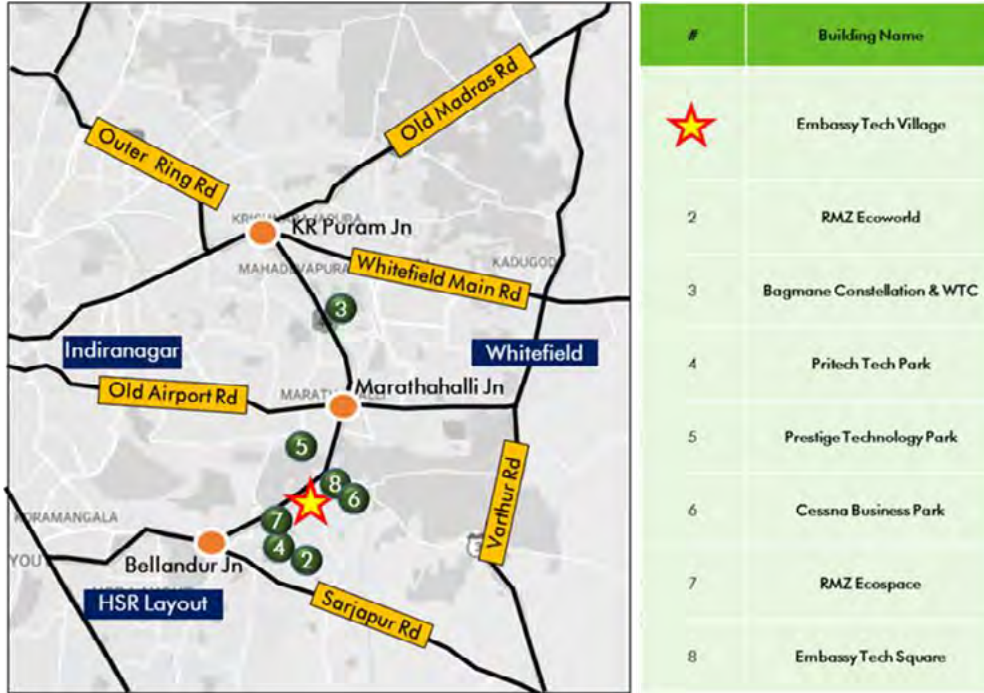 Old Madras Rd
Outer Ring Rd
KR Puram Jn
MAHADEVAPURA
KADUGOD
Whitefield Main Rd
3
Indiranagar
Whitefield
Marathahalli Jn
Old Airport Rd
5
8
6
Varthur Rd
KORAMANGALA
7
4
2
YOU
Bellandur Jn
HSR Layout
Sarjapur Rd
# Building Name
Embassy Tech Village
2 RMZ Ecoworld
3 Bagmane Constellation & WTC
4 Pritech Tech Park
5 Prestige Technology Park
6 Cessna Business Park
7 RMZ Ecospace
8 Embassy Tech Square